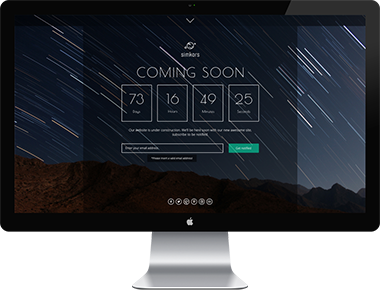 sinkors
COMING SOON
73 16 49 25
Days Hours Minutes Seconds
Our website is under construction. We'll be back soon with our new awesome site.
subscribe to be notified
Enter your email address Get notified
*Please insert a valid email address